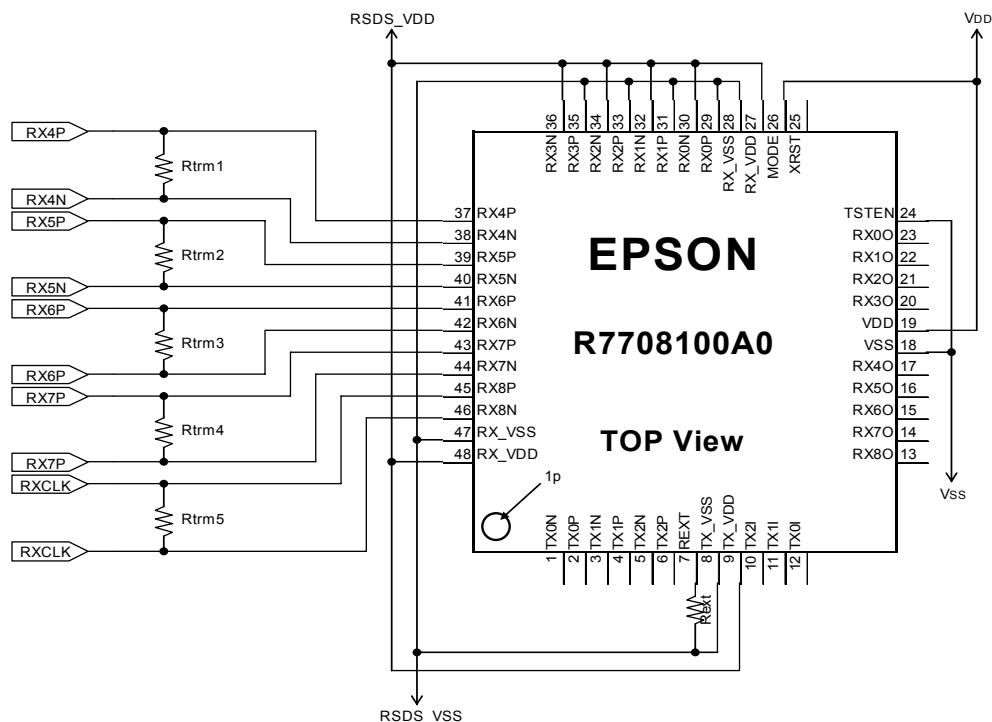 RSDS_VDD
VDD
36 35 34 33 32 31 30 29 28 27 26 25
RX3N RX3P RX2N RX2P RX1N RX1P RX0N RX0P RX_VSS RX_VDD MODE XRST
RX4P
Rtrm1
RX4N
RX5P
Rtrm2
RX5N
RX6P
Rtrm3
RX6P
RX7P
Rtrm4
RX7P
RXCLK
Rtrm5
RXCLK
37 RX4P
38 RX4N
39 RX5P
40 RX5N
41 RX6P
42 RX6N
43 RX7P
44 RX7N
45 RX8P
46 RX8N
47 RX_VSS
48 RX_VDD
EPSON
R7708100A0
TOP View
1p
TSTEN 24
RX0O 23
RX1O 22
RX2O 21
RX3O 20
VDD 19
VSS 18
RX4O 17
RX5O 16
RX6O 15
RX7O 14
RX8O 13
VSS
TX0N TX0P TX1N TX1P TX2N TX2P REXT TX_VSS TX_VDD TX2I TX1I TX0I
1 2 3 4 5 6 7 8 9 10 11 12
Rext
RSDS_VSS